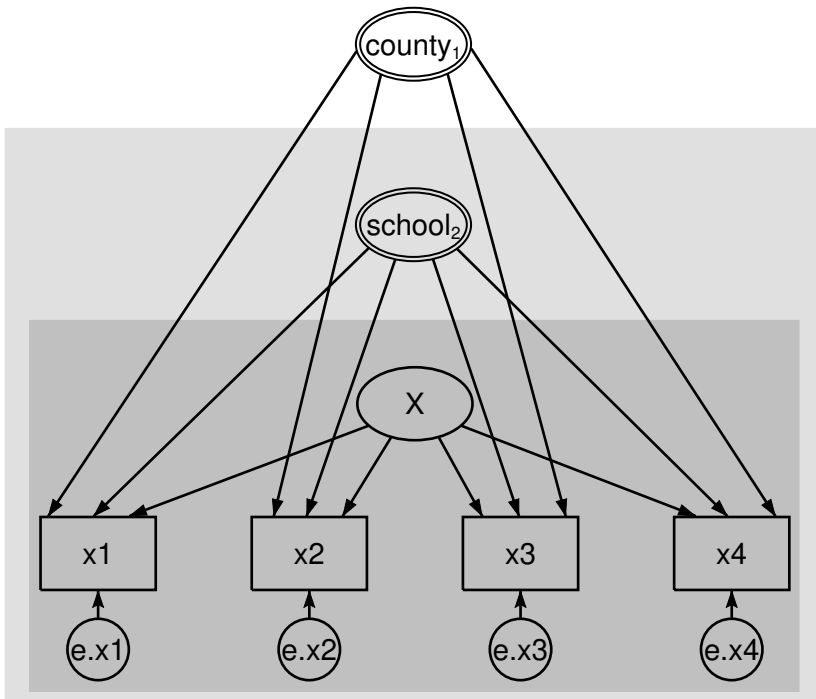 county₁
school₂
X
x1 x2 x3 x4
e.x1 e.x2 e.x3 e.x4